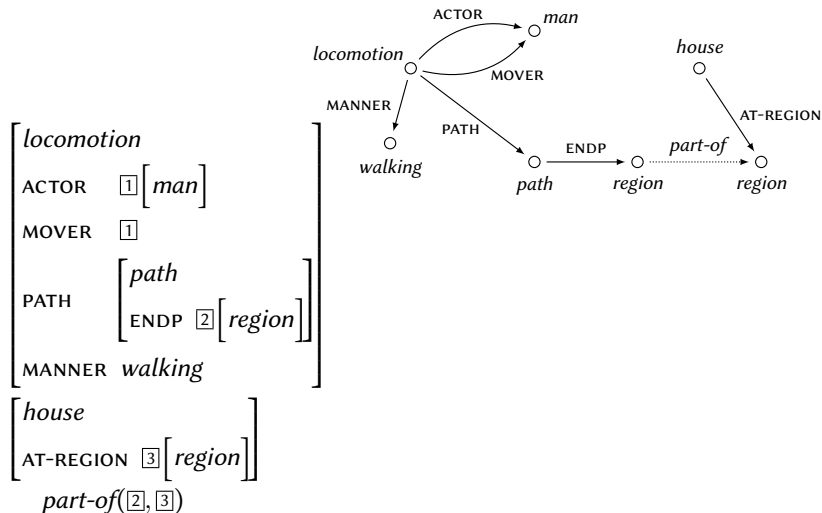 ACTOR
man
locomotion
house
MOVER
MANNER
PATH
AT-REGION
walking
ENDP
part-of
path
region
region
locomotion
ACTOR 1 [man]
MOVER 1
PATH [path
ENDP 2 [region]]
MANNER walking
house
AT-REGION 3 [region]
part-of(2, 3)